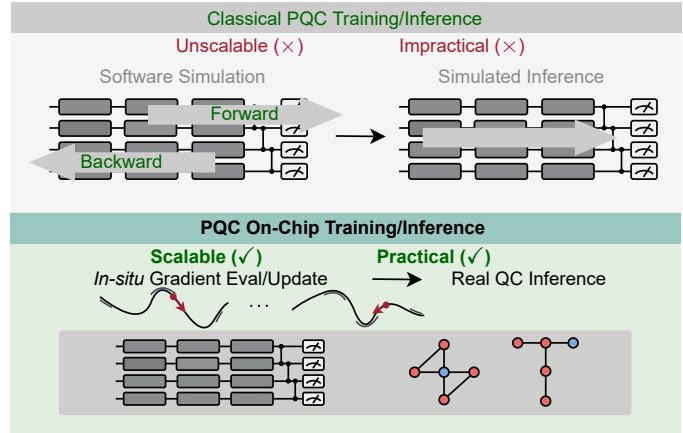 Classical PQC Training/Inference
Unscalable (×) Impractical (×)
Software Simulation Simulated Inference
Forward
Backward
PQC On-Chip Training/Inference
Scalable (✓) Practical (✓)
In-situ Gradient Eval/Update Real QC Inference
· · ·